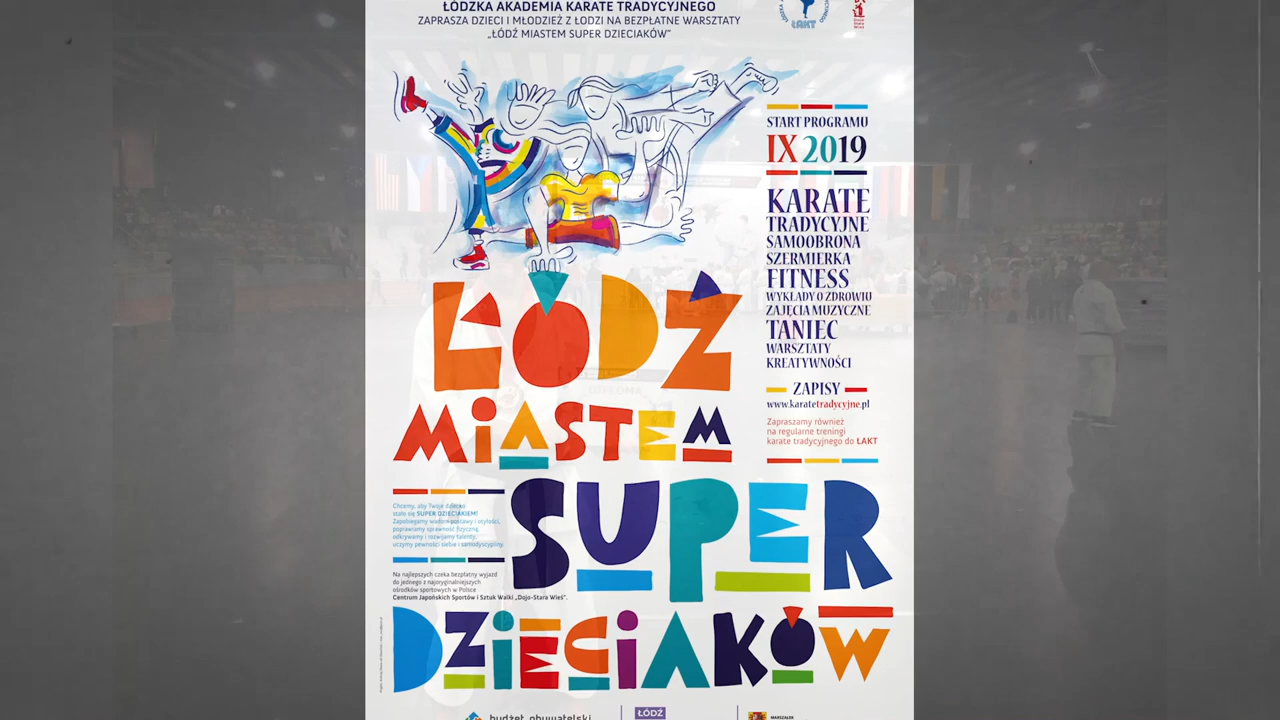 ŁÓDZKA AKADEMIA KARATE TRADYCYJNEGO
ZAPRASZA DZIECI I MŁODZIEŻ Z ŁODZI NA BEZPŁATNE WARSZTATY
„ŁÓDŹ MIASTEM SUPER DZIECIAKÓW”
ŁAKT
START PROGRAMU
IX 2019
KARATE
TRADYCYJNE
SAMOOBRONA
SZERMIERKA
FITNESS
WYKŁADY O ZDROWIU
ZAJĘCIA MUZYCZNE
TANIEC
WARSZTATY
KREATYWNOŚCI
ZAPISY
www.karatetradycyjne.pl
Zapraszamy również
na regularne treningi
karate tradycyjnego do ŁAKT
ŁÓDŹ
MiASTEM
SUPER
DZiECiAKÓW
Chcemy, aby Twoje dziecko
stało się SUPER DZIECIAKIEM!
Zapobiegamy wadom postawy i otyłości,
poprawiamy sprawność fizyczną,
odkrywamy i rozwijamy talenty,
uczymy pewności siebie i samodyscypliny.
Na najlepszych czeka bezpłatny wyjazd
do jednego z najoryginalniejszych
ośrodków sportowych w Polsce
Centrum Japońskich Sportów i Sztuk Walki „Dojo-Stara Wieś”.
budżet obywatelski
ŁÓDŹ
MARSZAŁEK